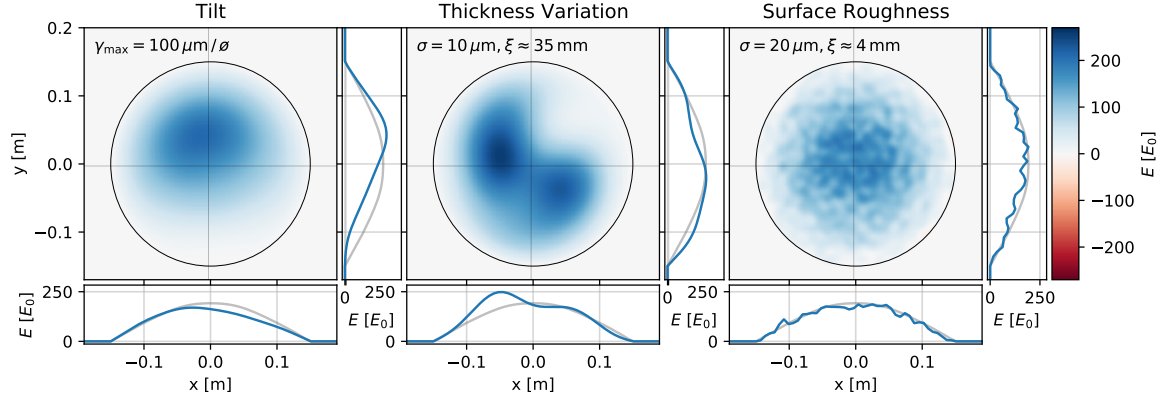 Tilt
Thickness Variation
Surface Roughness
γmax = 100 μm/ø
σ = 10 μm, ξ ≈ 35 mm
σ = 20 μm, ξ ≈ 4 mm
y [m]
0.2
0.1
0.0
−0.1
200
100
0
−100
−200
E [E0]
0
0
0 250
E [E0]
E [E0]
E [E0]
E [E0]
250
0
250
0
250
0
−0.1 0.0 0.1
−0.1 0.0 0.1
−0.1 0.0 0.1
x [m]
x [m]
x [m]